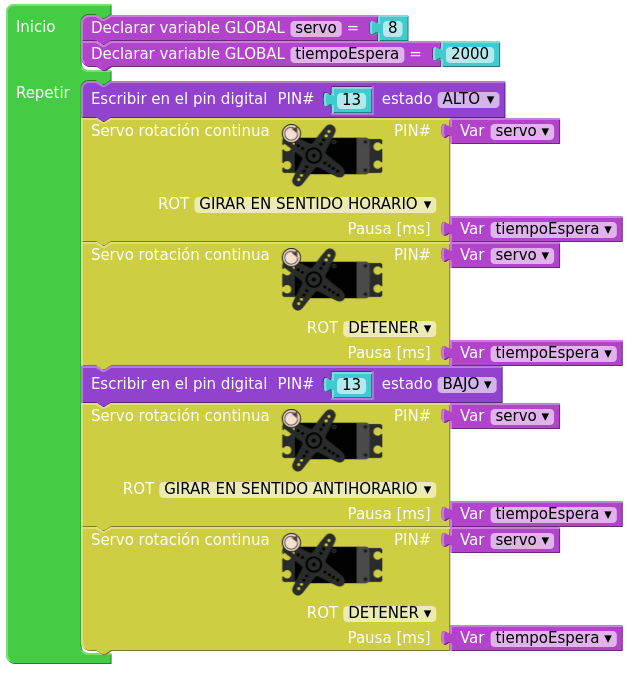 Inicio
Declarar variable GLOBAL servo = 8
Declarar variable GLOBAL tiempoEspera = 2000
Repetir
Escribir en el pin digital PIN# 13 estado ALTO ▾
Servo rotación continua PIN# Var servo ▾
ROT GIRAR EN SENTIDO HORARIO ▾
Pausa [ms] Var tiempoEspera ▾
Servo rotación continua PIN# Var servo ▾
ROT DETENER ▾
Pausa [ms] Var tiempoEspera ▾
Escribir en el pin digital PIN# 13 estado BAJO ▾
Servo rotación continua PIN# Var servo ▾
ROT GIRAR EN SENTIDO ANTIHORARIO ▾
Pausa [ms] Var tiempoEspera ▾
Servo rotación continua PIN# Var servo ▾
ROT DETENER ▾
Pausa [ms] Var tiempoEspera ▾